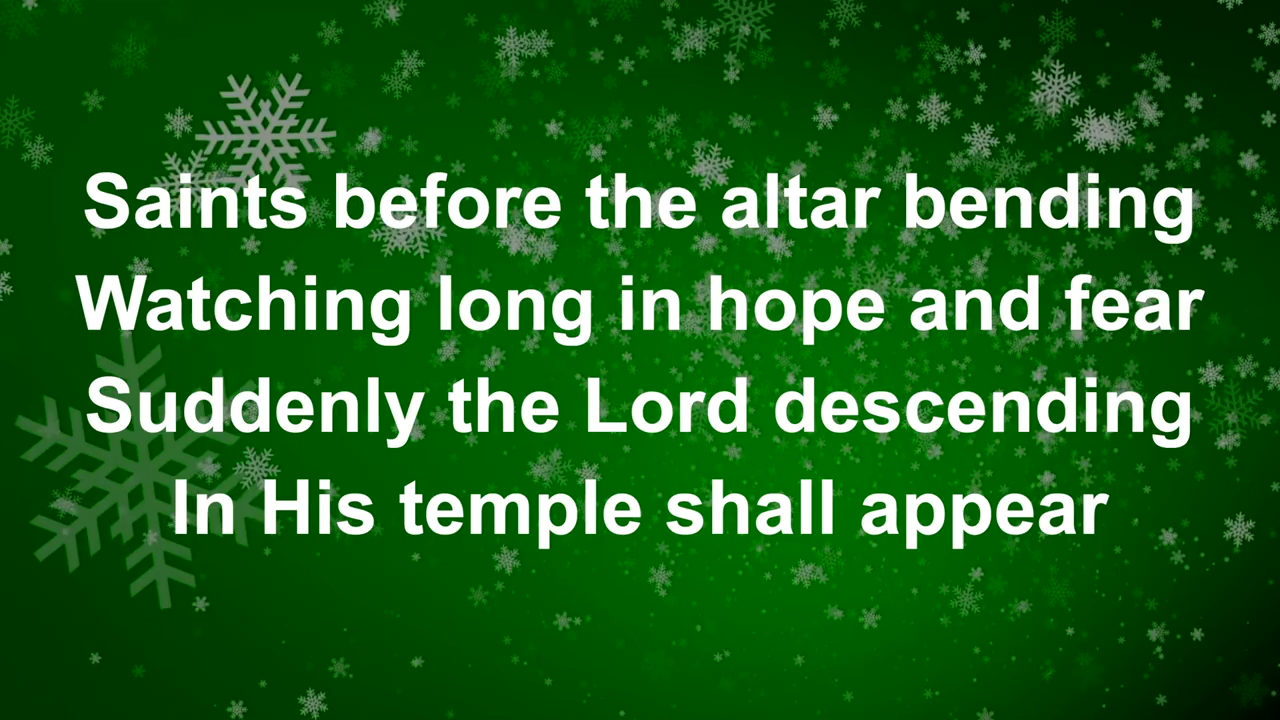 Saints before the altar bending
Watching long in hope and fear
Suddenly the Lord descending
In His temple shall appear